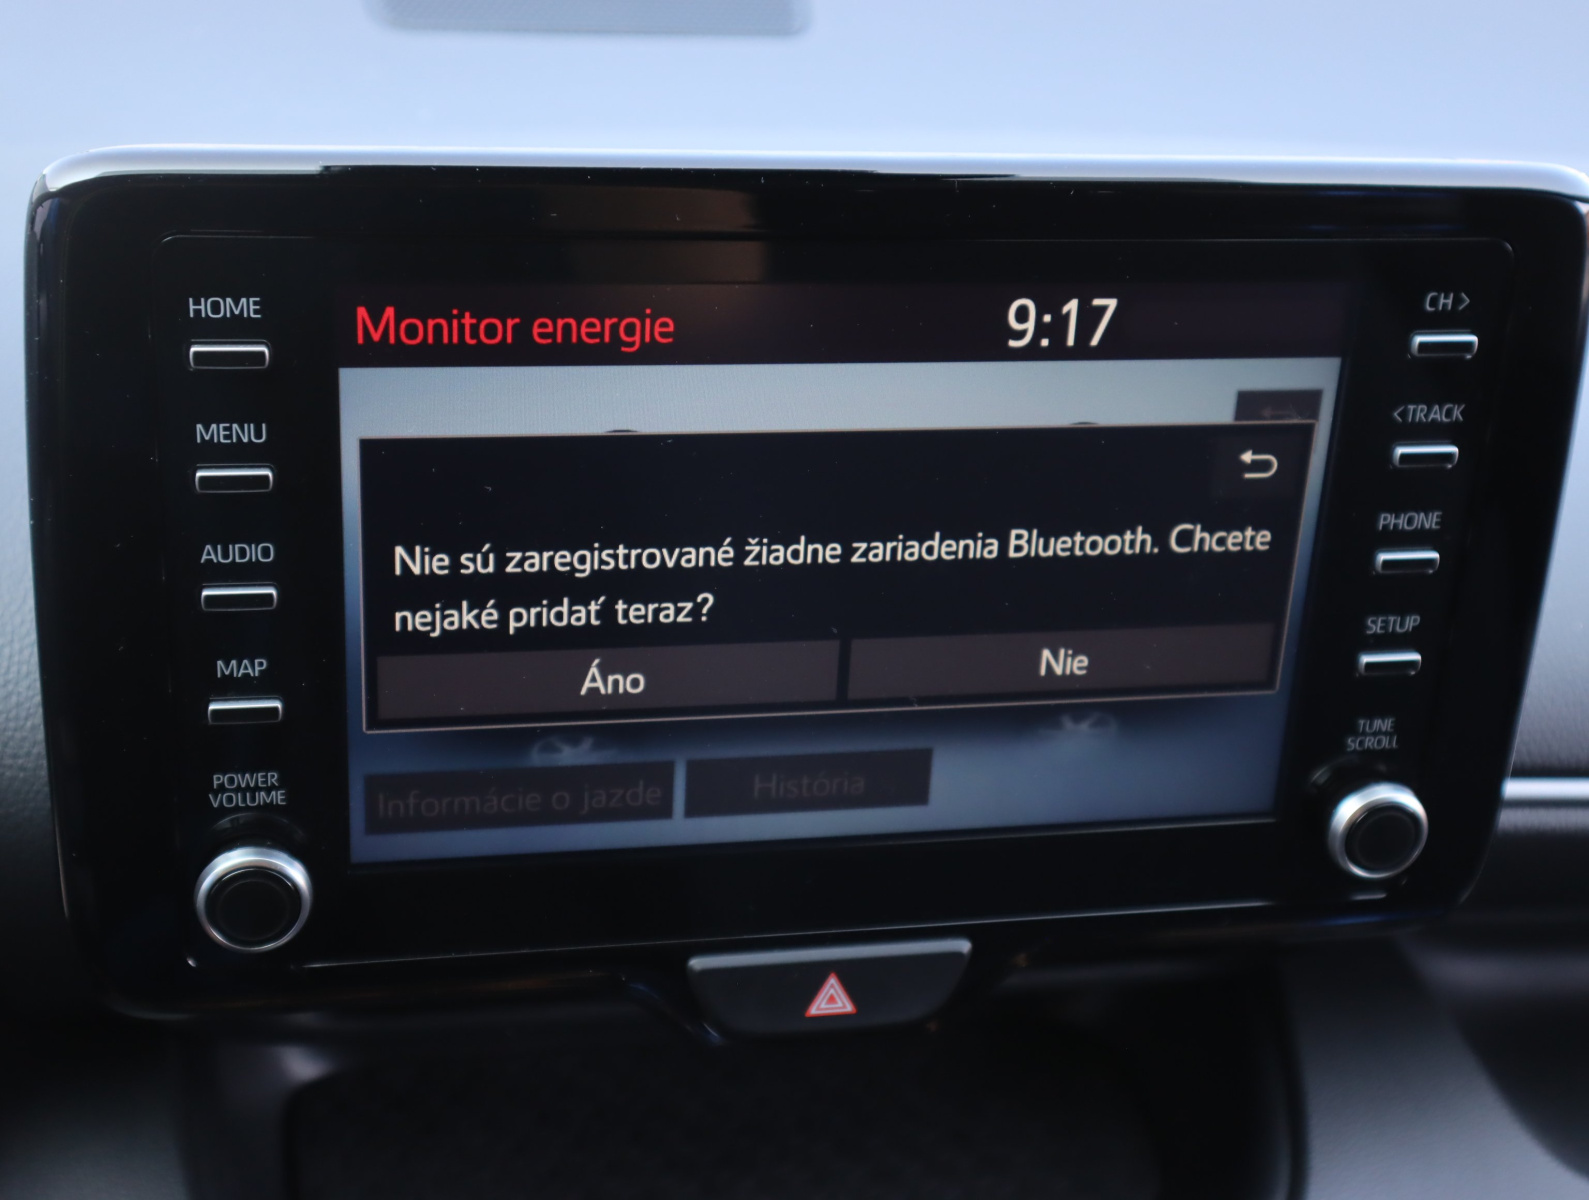 HOME
MENU
AUDIO
MAP
POWER
VOLUME
Monitor energie
9:17
Nie sú zaregistrované žiadne zariadenia Bluetooth. Chcete
nejaké pridať teraz?
Áno
Nie
Informácie o jazde
História
CH >
<TRACK
PHONE
SETUP
TUNE
SCROLL